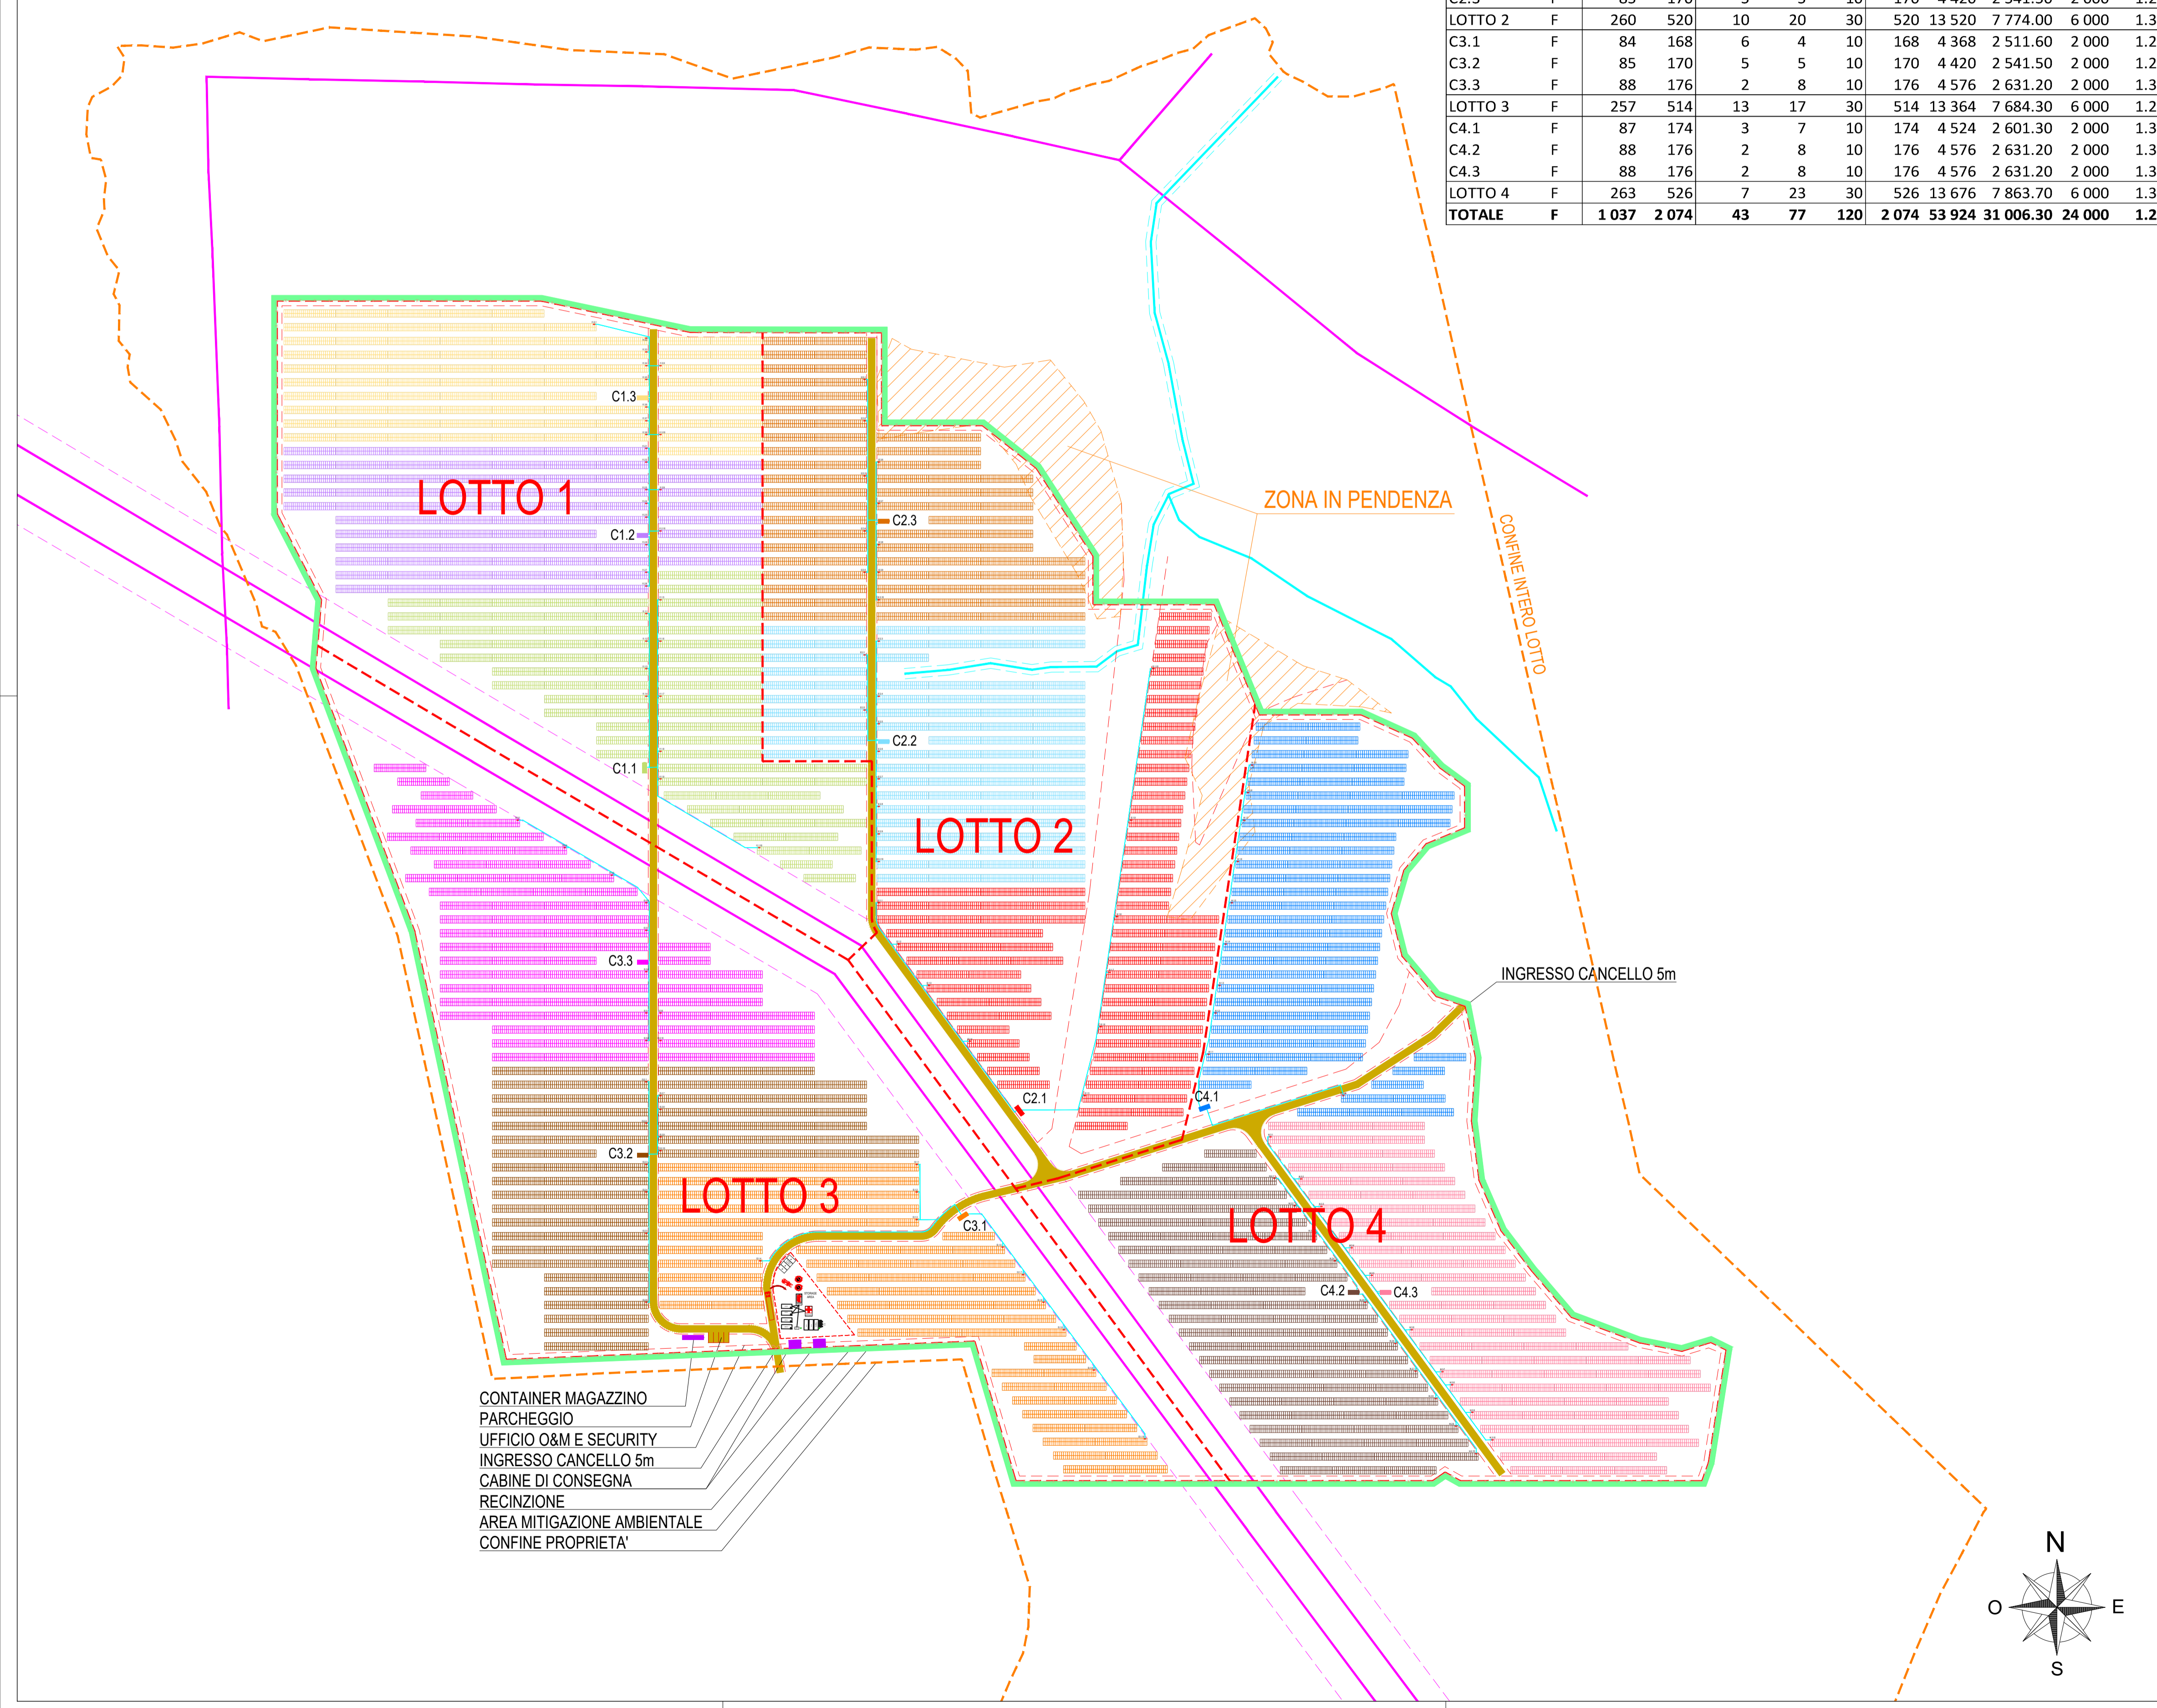 LOTTO 2 F 260 520 10 20 30 520 13 520 7 774.00 6 000 1.3
C3.1 F 84 168 6 4 10 168 4 368 2 511.60 2 000 1.2
C3.2 F 85 170 5 5 10 170 4 420 2 541.50 2 000 1.2
C3.3 F 88 176 2 8 10 176 4 576 2 631.20 2 000 1.3
LOTTO 3 F 257 514 13 17 30 514 13 364 7 684.30 6 000 1.2
C4.1 F 87 174 3 7 10 174 4 524 2 601.30 2 000 1.3
C4.2 F 88 176 2 8 10 176 4 576 2 631.20 2 000 1.3
C4.3 F 88 176 2 8 10 176 4 576 2 631.20 2 000 1.3
LOTTO 4 F 263 526 7 23 30 526 13 676 7 863.70 6 000 1.3
TOTALE F 1 037 2 074 43 77 120 2 074 53 924 31 006.30 24 000 1.2
C1.3
LOTTO 1
ZONA IN PENDENZA
C2.3
C1.2
CONFINE INTERO LOTTO
C2.2
C1.1
LOTTO 2
C3.3
INGRESSO CANCELLO 5m
C2.1
C4.1
C3.2
LOTTO 3
C3.1
LOTTO 4
C4.2
C4.3
CONTAINER MAGAZZINO
PARCHEGGIO
UFFICIO O&M E SECURITY
INGRESSO CANCELLO 5m
CABINE DI CONSEGNA
RECINZIONE
AREA MITIGAZIONE AMBIENTALE
CONFINE PROPRIETA'
N
O
E
S